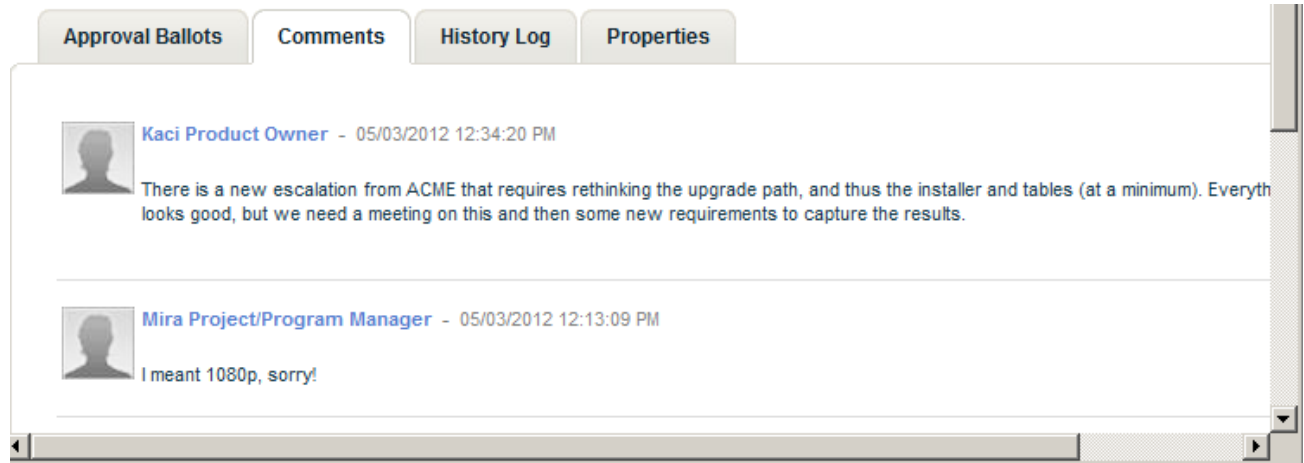 Approval Ballots Comments History Log Properties
Kaci Product Owner - 05/03/2012 12:34:20 PM
There is a new escalation from ACME that requires rethinking the upgrade path, and thus the installer and tables (at a minimum). Everyth
looks good, but we need a meeting on this and then some new requirements to capture the results.
Mira Project/Program Manager - 05/03/2012 12:13:09 PM
I meant 1080p, sorry!